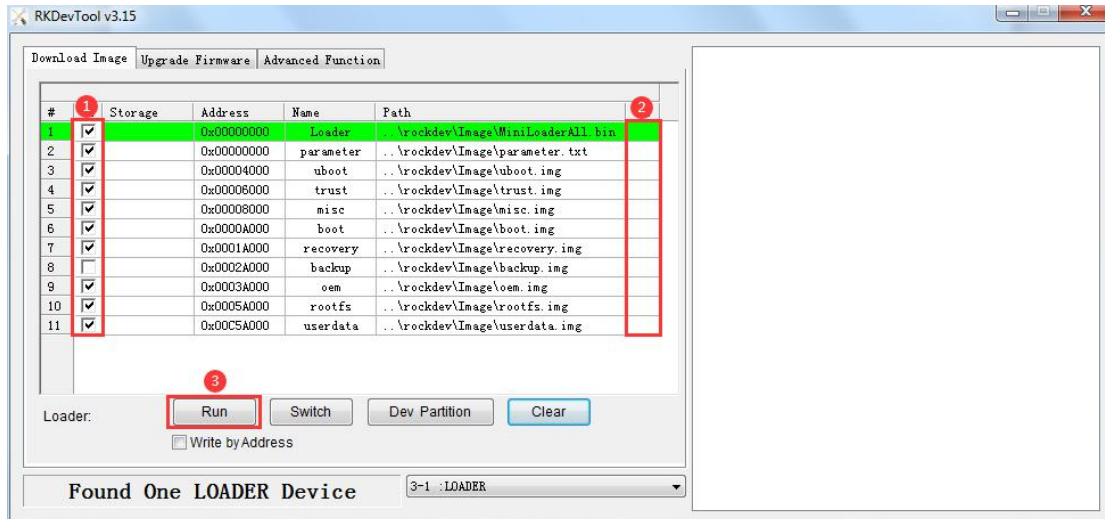 RKDevTool v3.15
Download Image Upgrade Firmware Advanced Function
# 1 Storage Address Name Path 2
1 0x00000000 Loader ..\rockdev\Image\MiniLoaderAll.bin
2 0x00000000 parameter ..\rockdev\Image\parameter.txt
3 0x00004000 uboot ..\rockdev\Image\uboot.img
4 0x00006000 trust ..\rockdev\Image\trust.img
5 0x00008000 misc ..\rockdev\Image\misc.img
6 0x0000A000 boot ..\rockdev\Image\boot.img
7 0x0001A000 recovery ..\rockdev\Image\recovery.img
8 0x0002A000 backup ..\rockdev\Image\backup.img
9 0x0003A000 oem ..\rockdev\Image\oem.img
10 0x0005A000 rootfs ..\rockdev\Image\rootfs.img
11 0x00C5A000 userdata ..\rockdev\Image\userdata.img
3
Loader: Run Switch Dev Partition Clear
Write by Address
Found One LOADER Device 3-1 :LOADER